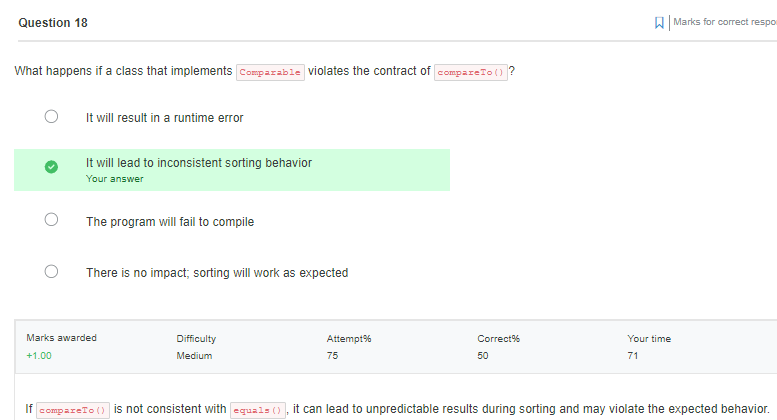 Question 18
Marks for correct respo
What happens if a class that implements Comparable violates the contract of compareTo()?
It will result in a runtime error
It will lead to inconsistent sorting behavior
Your answer
The program will fail to compile
There is no impact; sorting will work as expected
Marks awarded Difficulty Attempt% Correct% Your time
+1.00 Medium 75 50 71
If compareTo() is not consistent with equals(), it can lead to unpredictable results during sorting and may violate the expected behavior.